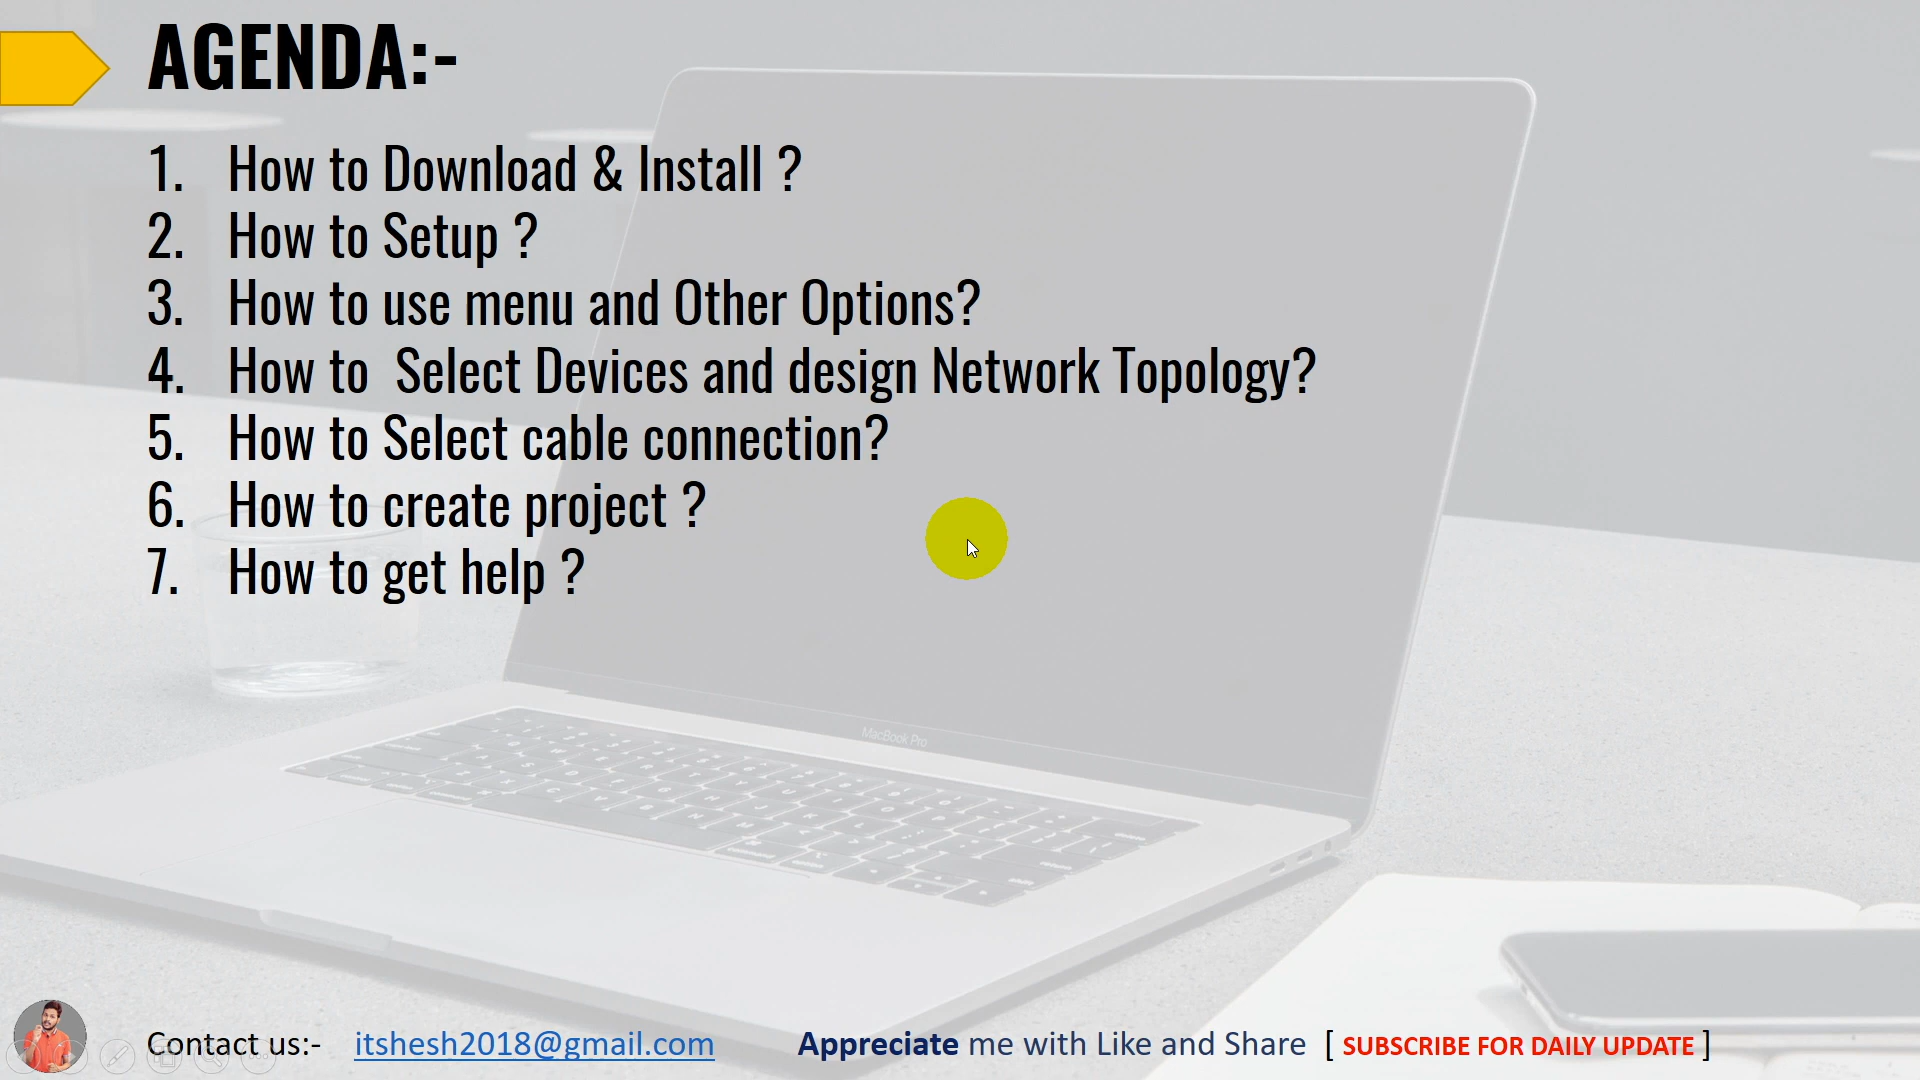 AGENDA:-
1. How to Download & Install ?
2. How to Setup ?
3. How to use menu and Other Options?
4. How to  Select Devices and design Network Topology?
5. How to Select cable connection?
6. How to create project ?
7. How to get help ?
MacBook Pro
Contact us:- itshesh2018@gmail.com Appreciate me with Like and Share [ SUBSCRIBE FOR DAILY UPDATE ]